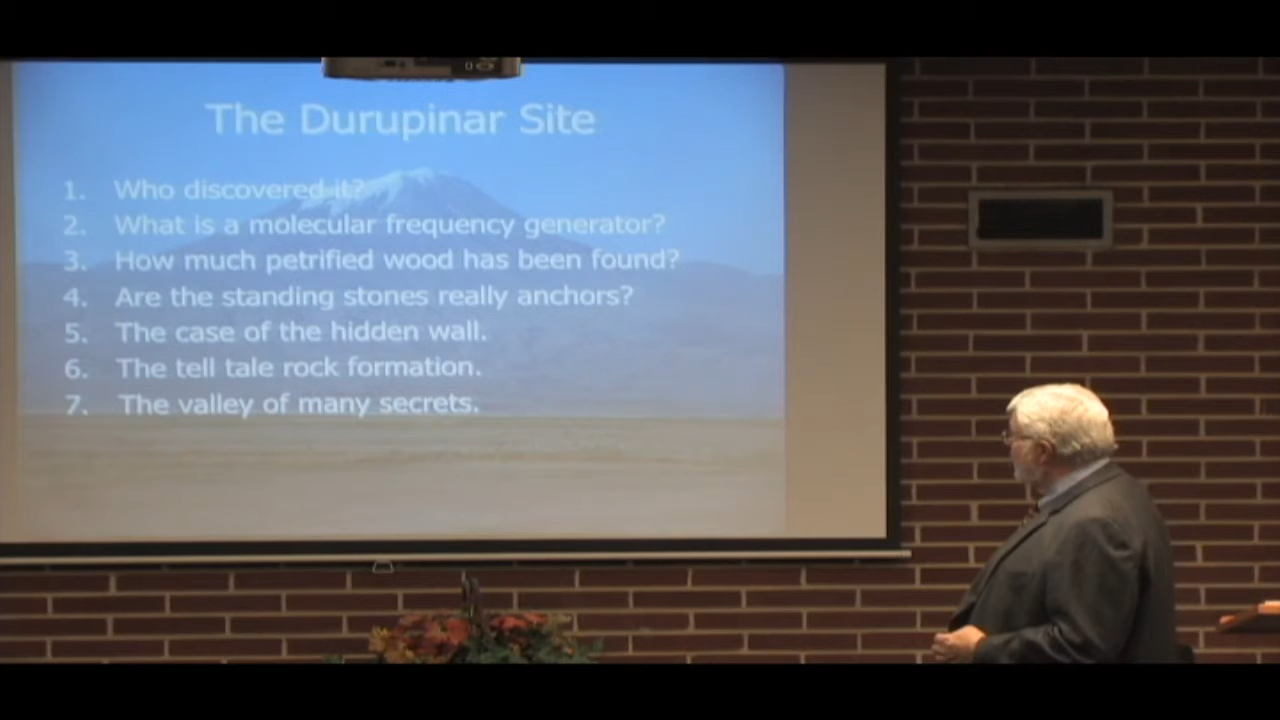 The Durupinar Site
1. Who discovered it?
2. What is a molecular frequency generator?
3. How much petrified wood has been found?
4. Are the standing stones really anchors?
5. The case of the hidden wall.
6. The tell tale rock formation.
7. The valley of many secrets.